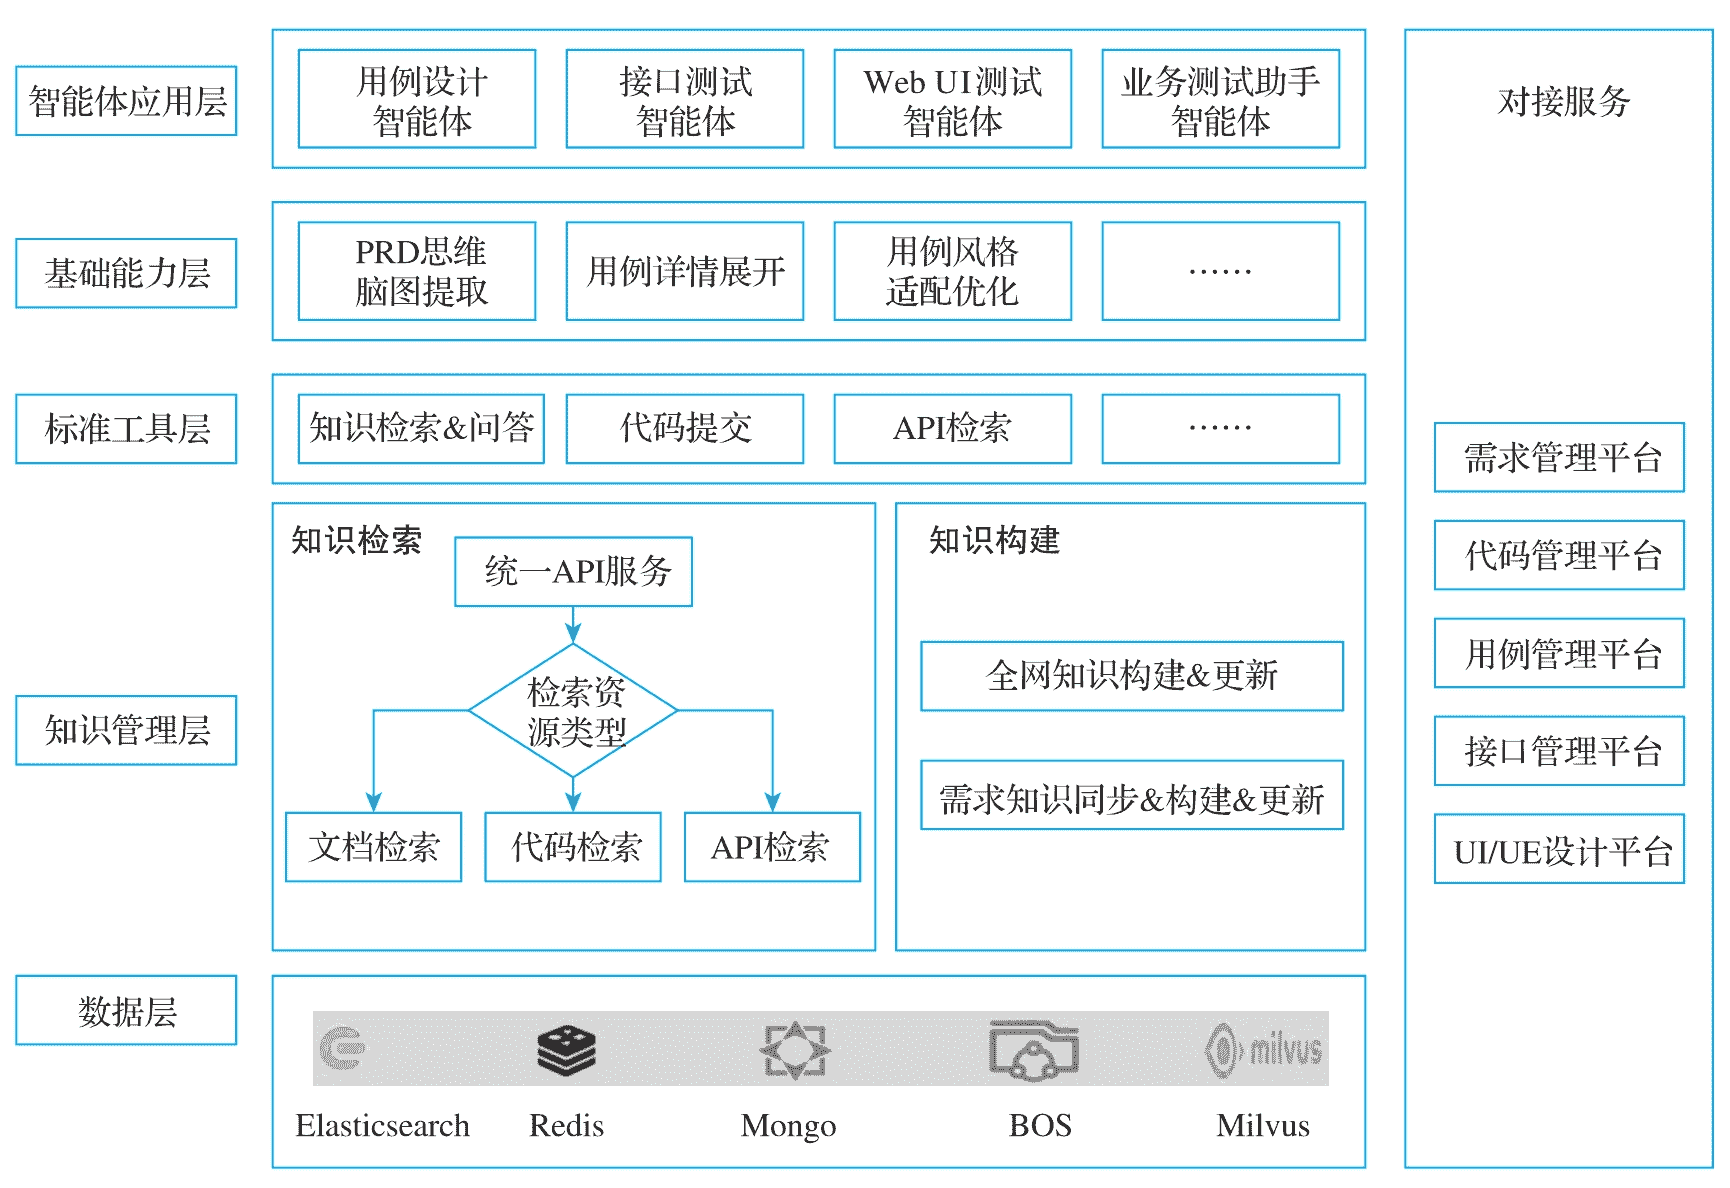 智能体应用层
用例设计
智能体
接口测试
智能体
Web UI测试
智能体
业务测试助手
智能体
基础能力层
PRD思维
脑图提取
用例详情展开
用例风格
适配优化
……
标准工具层
知识检索&问答
代码提交
API检索
……
知识管理层
知识检索
统一API服务
检索资
源类型
文档检索
代码检索
API检索
知识构建
全网知识构建&更新
需求知识同步&构建&更新
数据层
milvus
Elasticsearch
Redis
Mongo
BOS
Milvus
对接服务
需求管理平台
代码管理平台
用例管理平台
接口管理平台
UI/UE设计平台